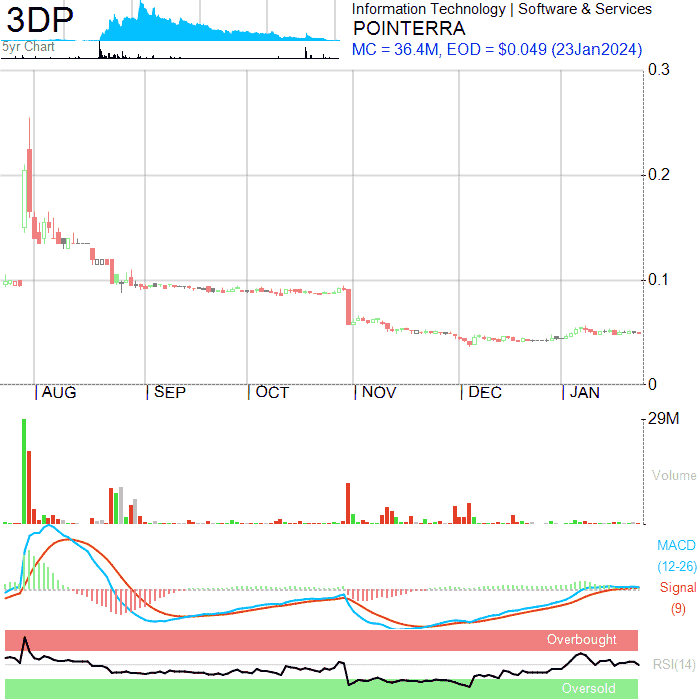 3DP
5yr Chart
Information Technology | Software & Services
POINTERRA
MC = 36.4M, EOD = $0.049 (23Jan2024)
0.3
0.2
0.1
0
AUG SEP OCT NOV DEC JAN
29M
Volume
MACD
(12-26)
Signal
(9)
Overbought
RSI(14)
Oversold